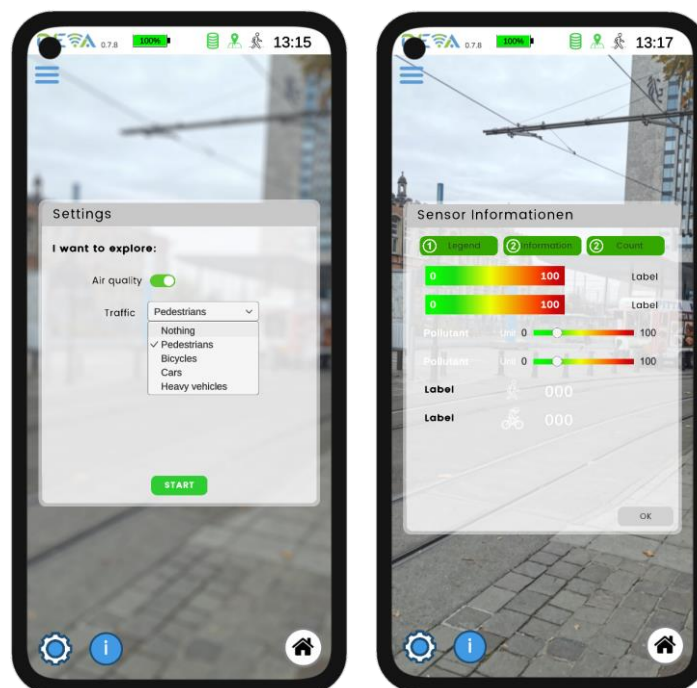 0.7.8 100% 13:15
Settings
I want to explore:
Air quality
Traffic Pedestrians
Nothing
✓ Pedestrians
Bicycles
Cars
Heavy vehicles
START
i
0.7.8 100% 13:17
Sensor Informationen
1 Legend 2 Information 2 Count
0 100 Label
0 100 Label
Pollutant Unit 0 100
Pollutant Unit 0 100
Label 000
Label 000
OK
i